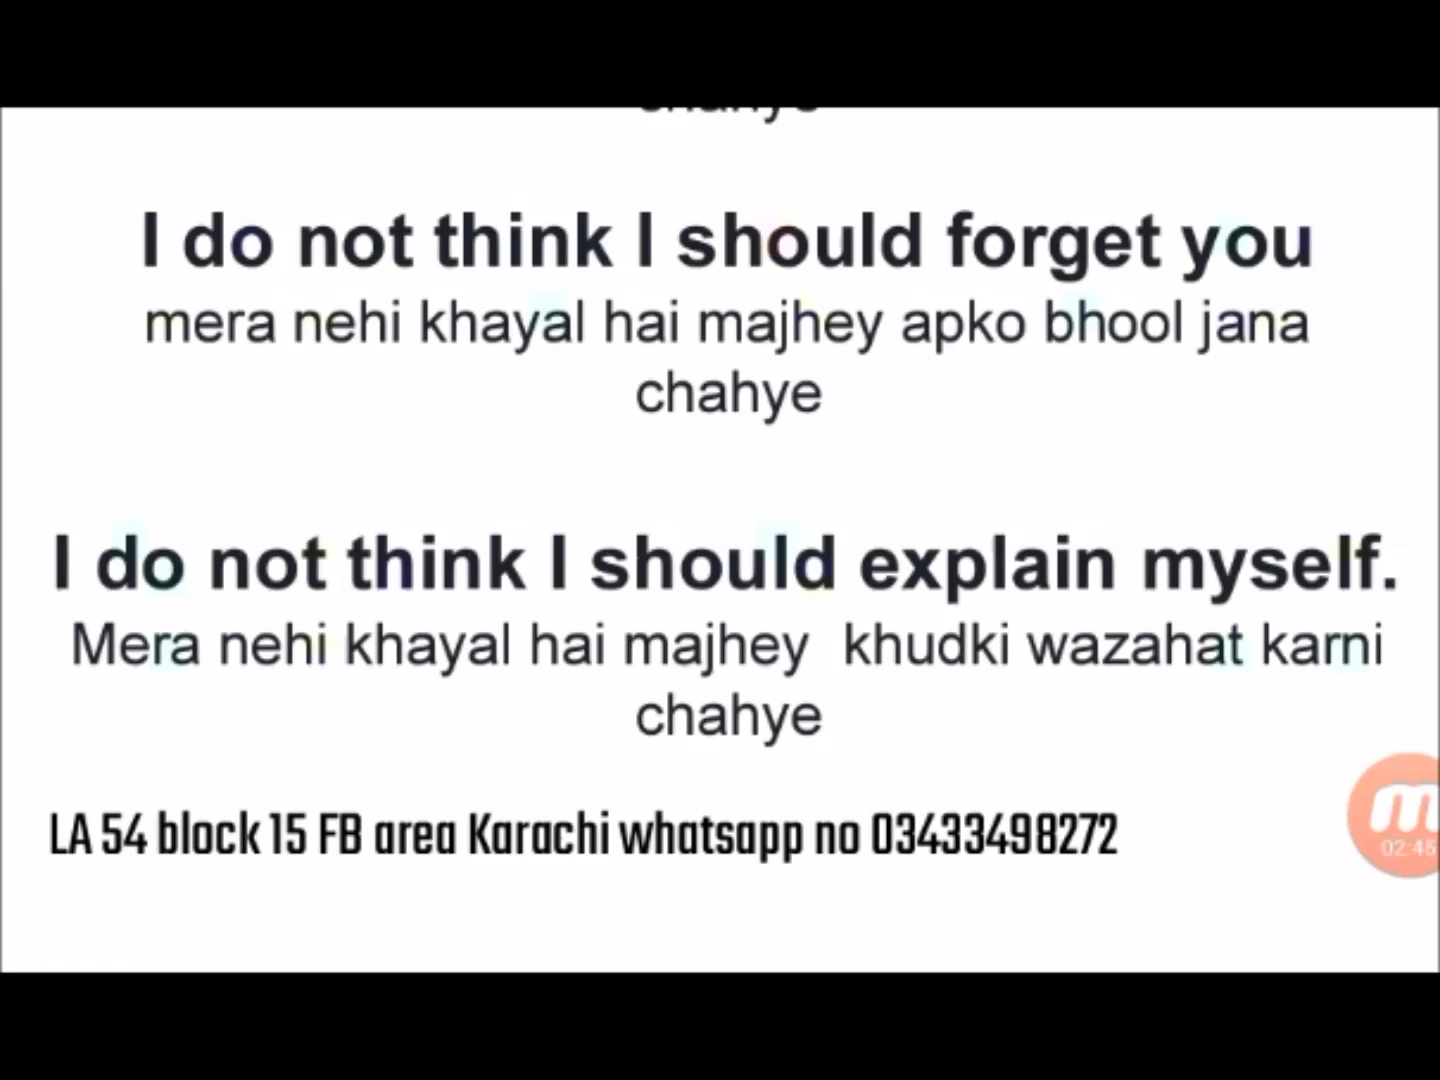 I do not think I should forget you
mera nehi khayal hai majhey apko bhool jana
chahye
I do not think I should explain myself.
Mera nehi khayal hai majhey khudki wazahat karni
chahye
LA 54 block 15 FB area Karachi whatsapp no 03433498272
02:45